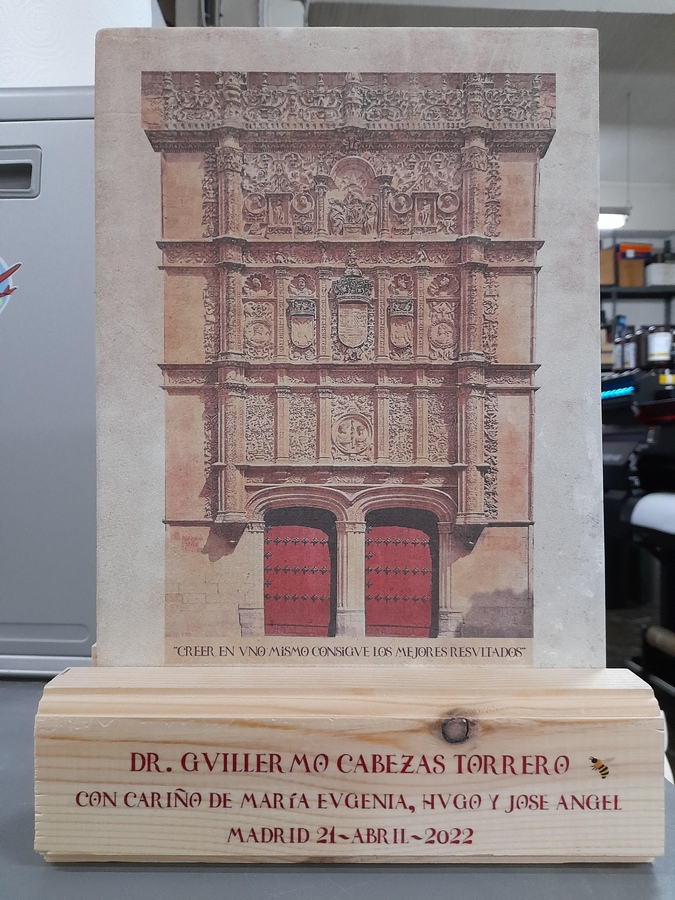 "CREER EN VNO MiSMO CONSIGVE LOS MEJORES RESVLTADOS"
DR. GVILLERMO CABEZAS TORRERO
CON CARIÑO DE MARÍA EVGENIA, HVGO Y JOSE ANGEL
MADRID 21-ABRIL-2022